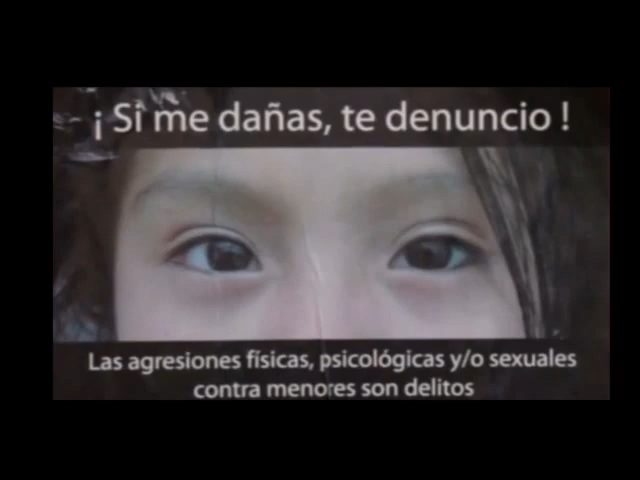 ¡ Si me dañas, te denuncio !
Las agresiones físicas, psicológicas y/o sexuales
contra menores son delitos